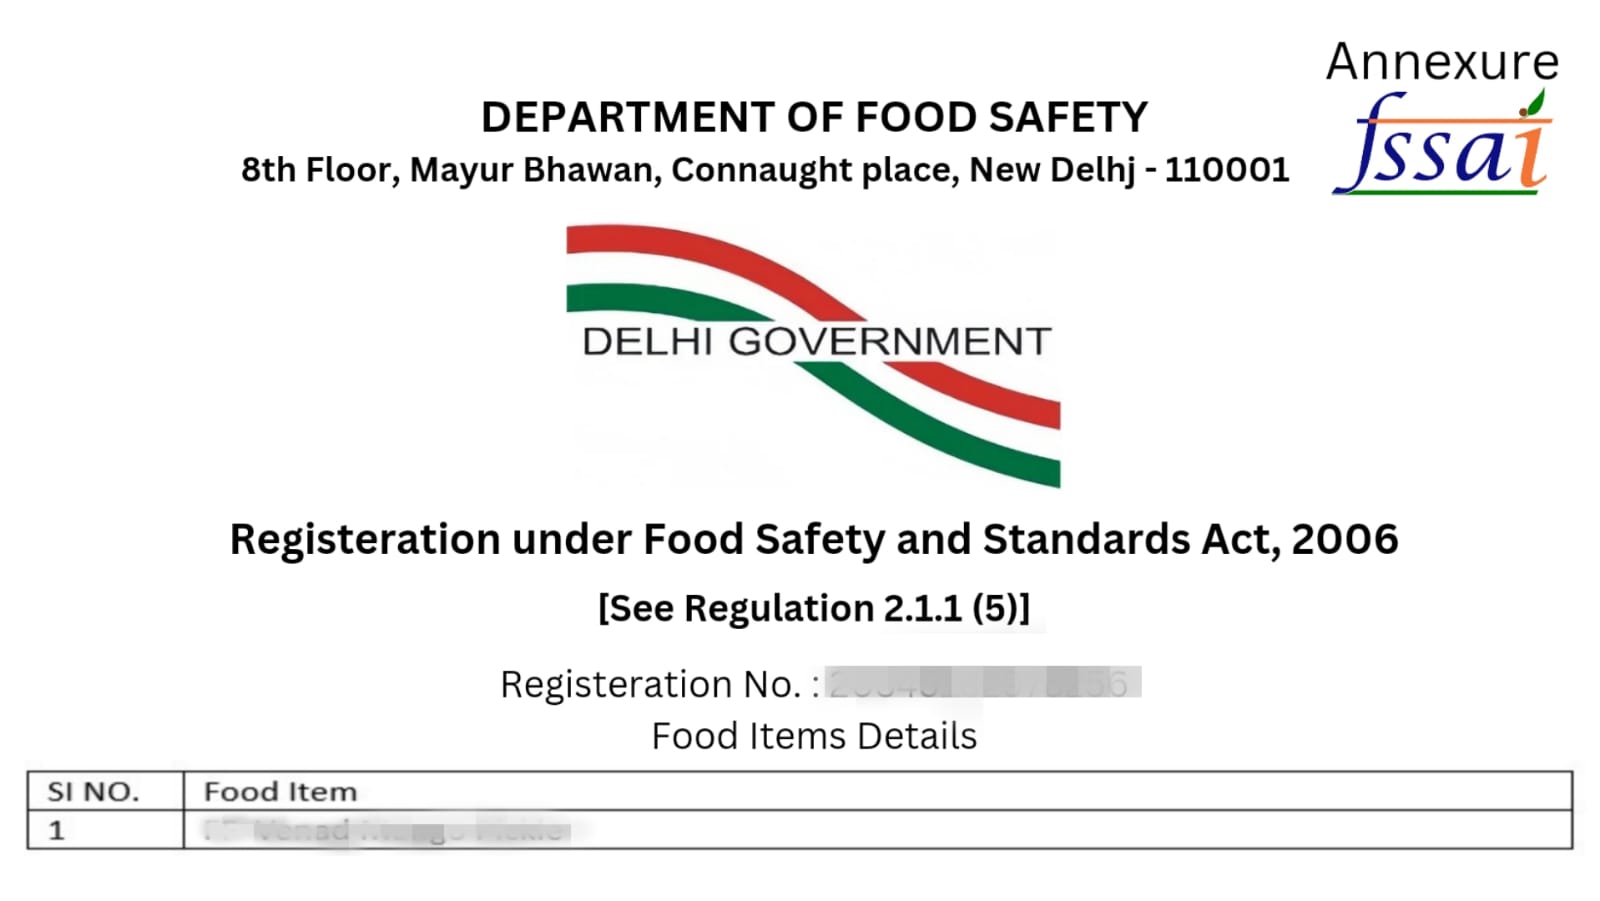 Annexure
DEPARTMENT OF FOOD SAFETY
fssai
8th Floor, Mayur Bhawan, Connaught place, New Delhj - 110001
DELHI GOVERNMENT
Registeration under Food Safety and Standards Act, 2006
[See Regulation 2.1.1 (5)]
Registeration No. :
Food Items Details
SI NO. Food Item
1